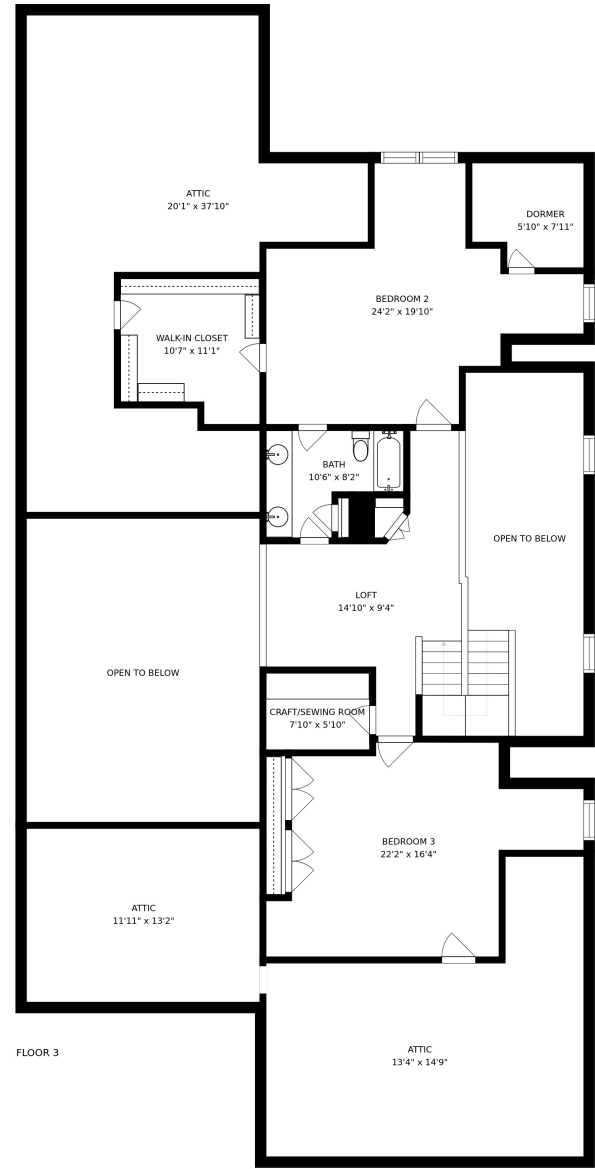 ATTIC
20'1" x 37'10"
DORMER
5'10" x 7'11"
BEDROOM 2
24'2" x 19'10"
WALK-IN CLOSET
10'7" x 11'1"
BATH
10'6" x 8'2"
OPEN TO BELOW
LOFT
14'10" x 9'4"
OPEN TO BELOW
CRAFT/SEWING ROOM
7'10" x 5'10"
BEDROOM 3
22'2" x 16'4"
ATTIC
11'11" x 13'2"
FLOOR 3
ATTIC
13'4" x 14'9"